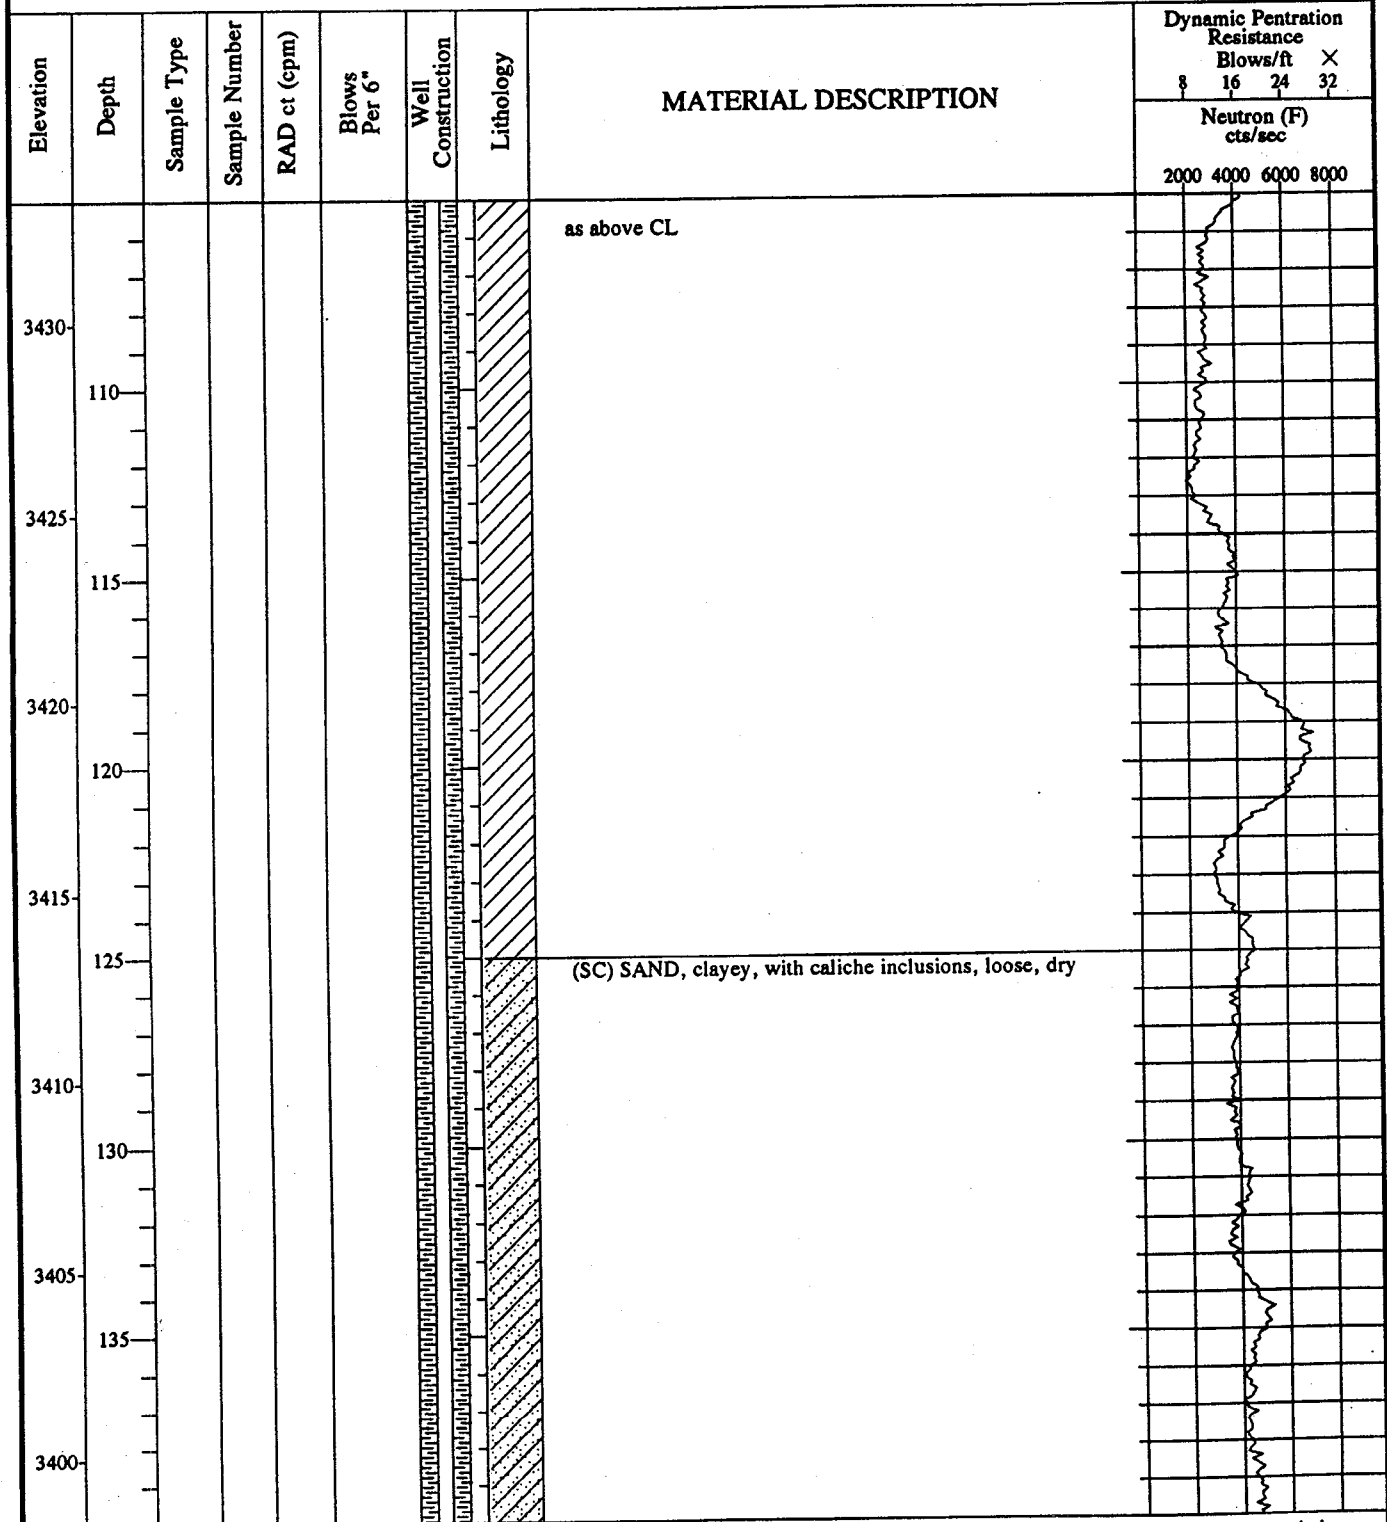 Elevation
Depth
Sample Type
Sample Number
RAD ct (cpm)
Blows
Per 6"
Well
Construction
Lithology
MATERIAL DESCRIPTION
Dynamic Pentration
Resistance
Blows/ft ×
8 16 24 32
Neutron (F)
cts/sec
2000 4000 6000 8000
as above CL
3430
110
3425
115
3420
120
3415
125
(SC) SAND, clayey, with caliche inclusions, loose, dry
3410
130
3405
135
3400